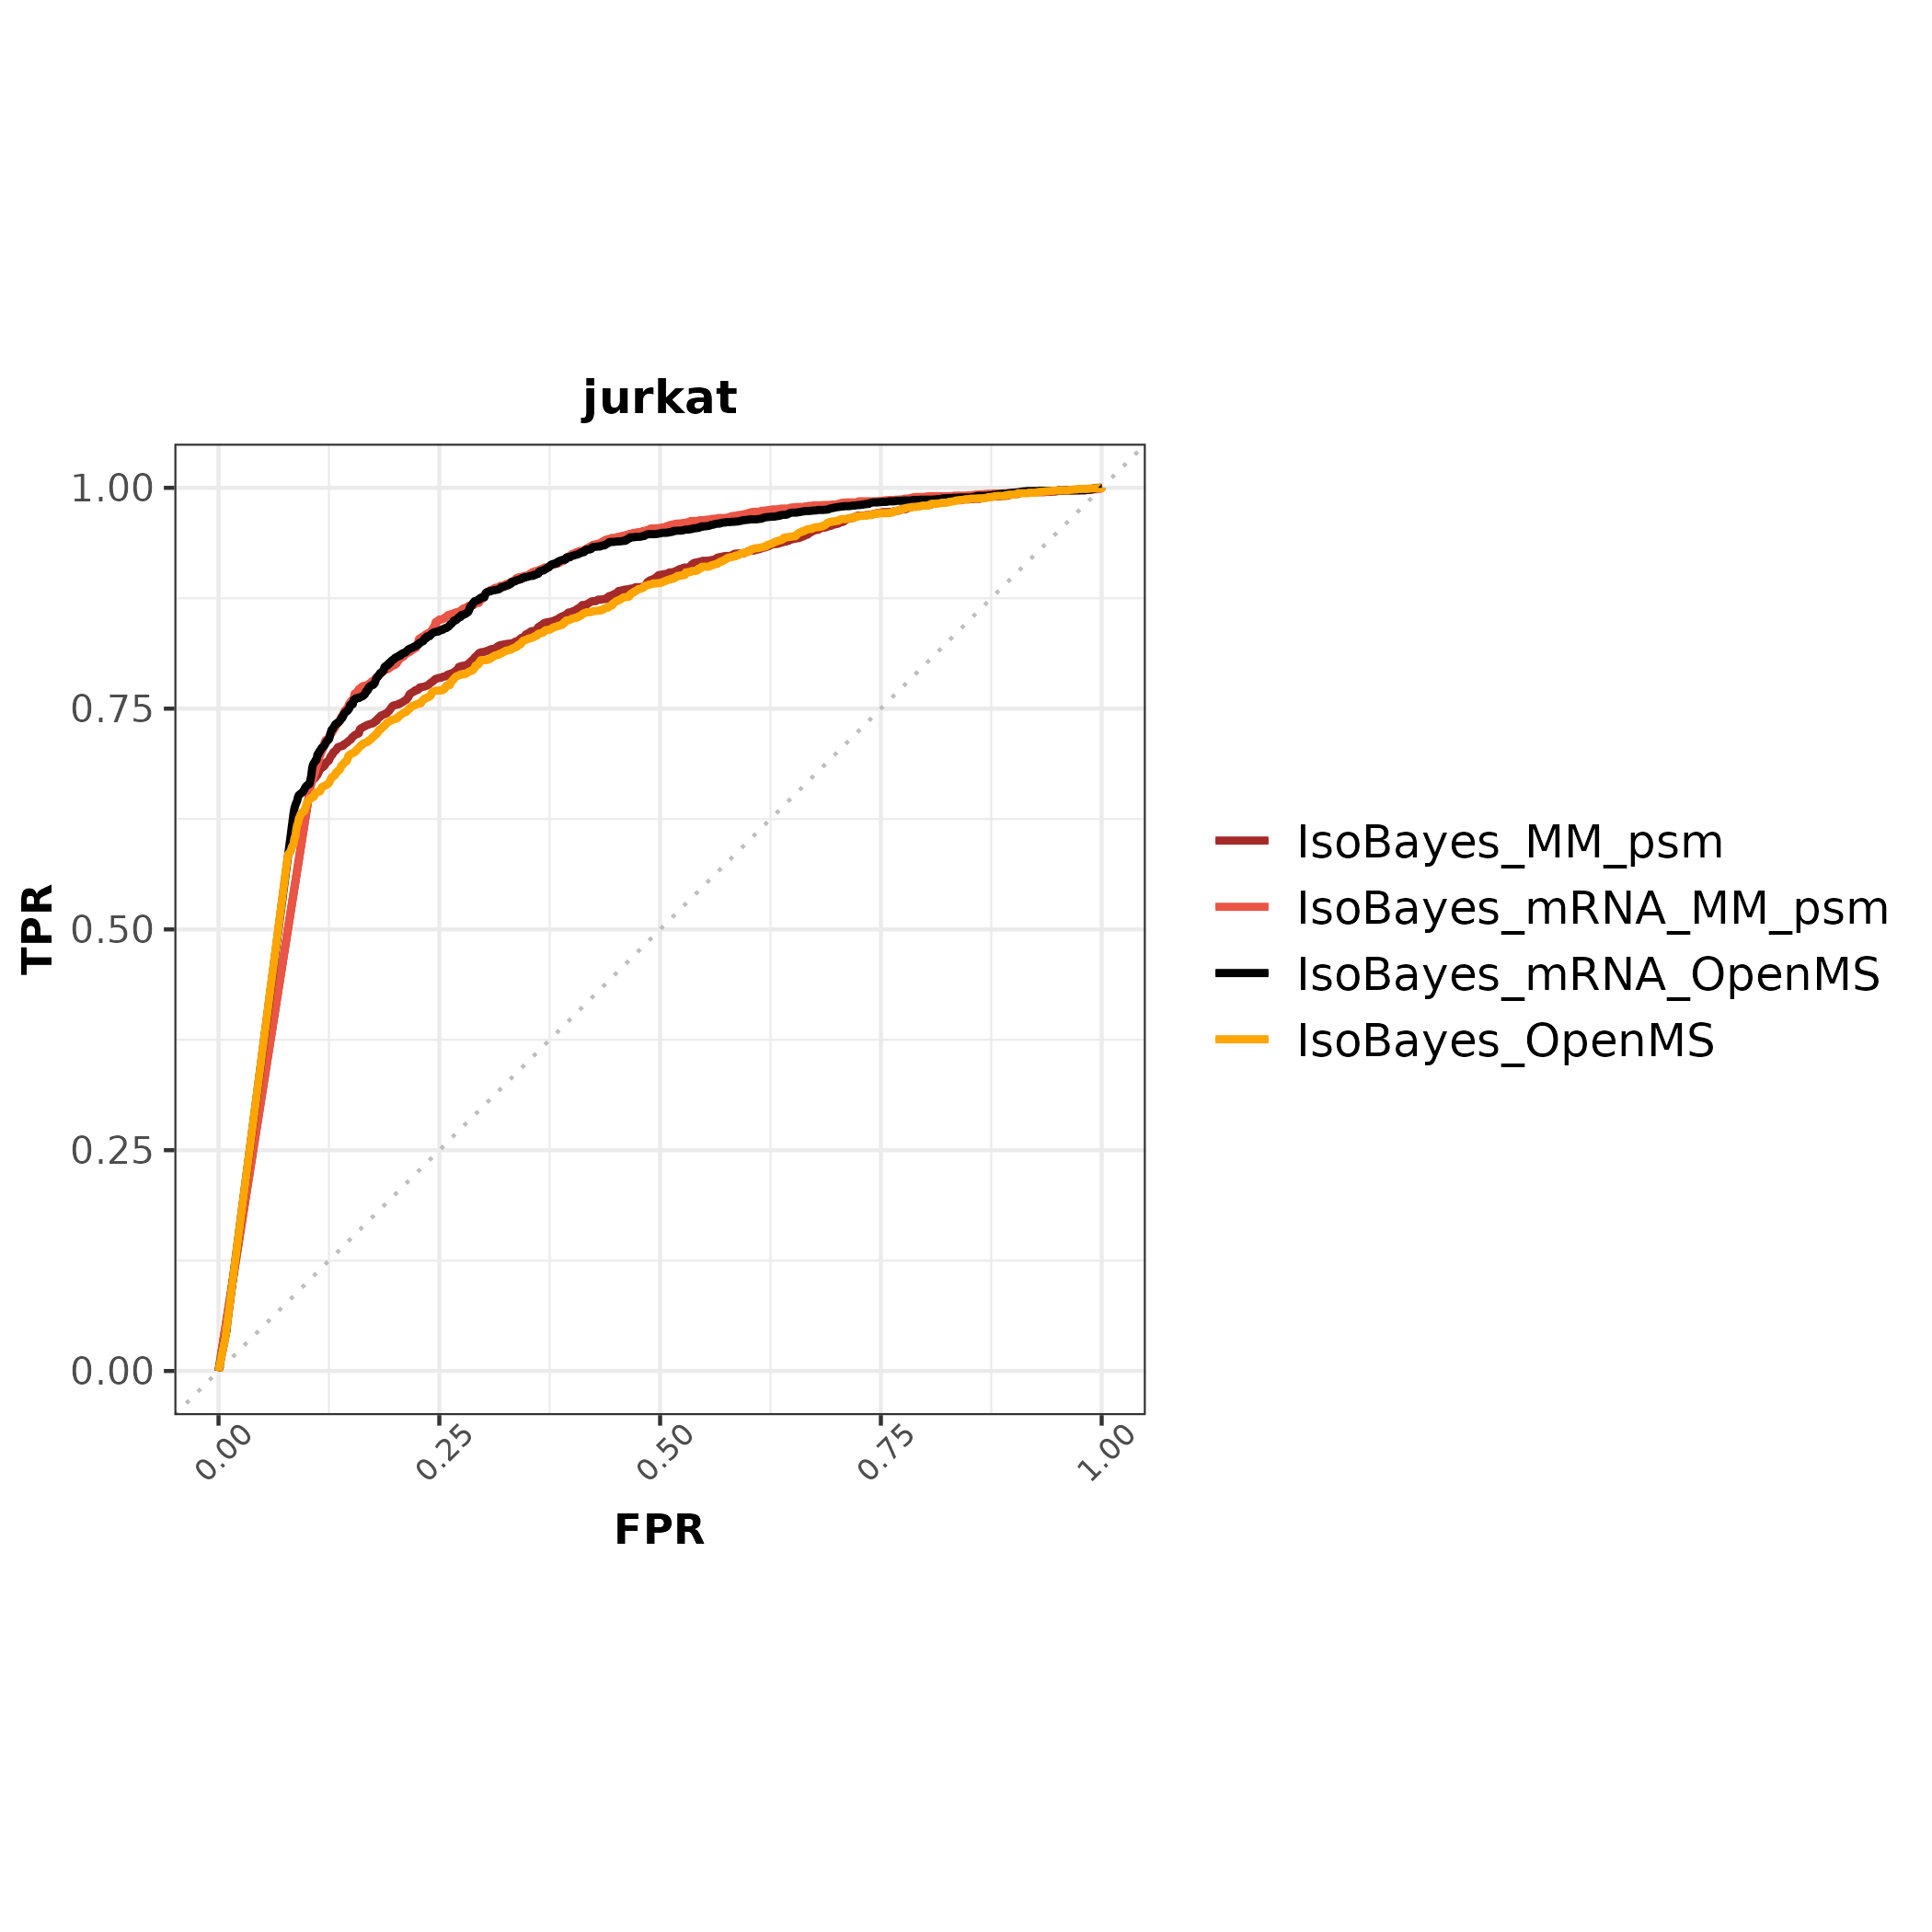 jurkat
1.00
0.75
0.50
0.25
0.00
TPR
0.00
0.25
0.50
0.75
1.00
FPR
IsoBayes_MM_psm
IsoBayes_mRNA_MM_psm
IsoBayes_mRNA_OpenMS
IsoBayes_OpenMS